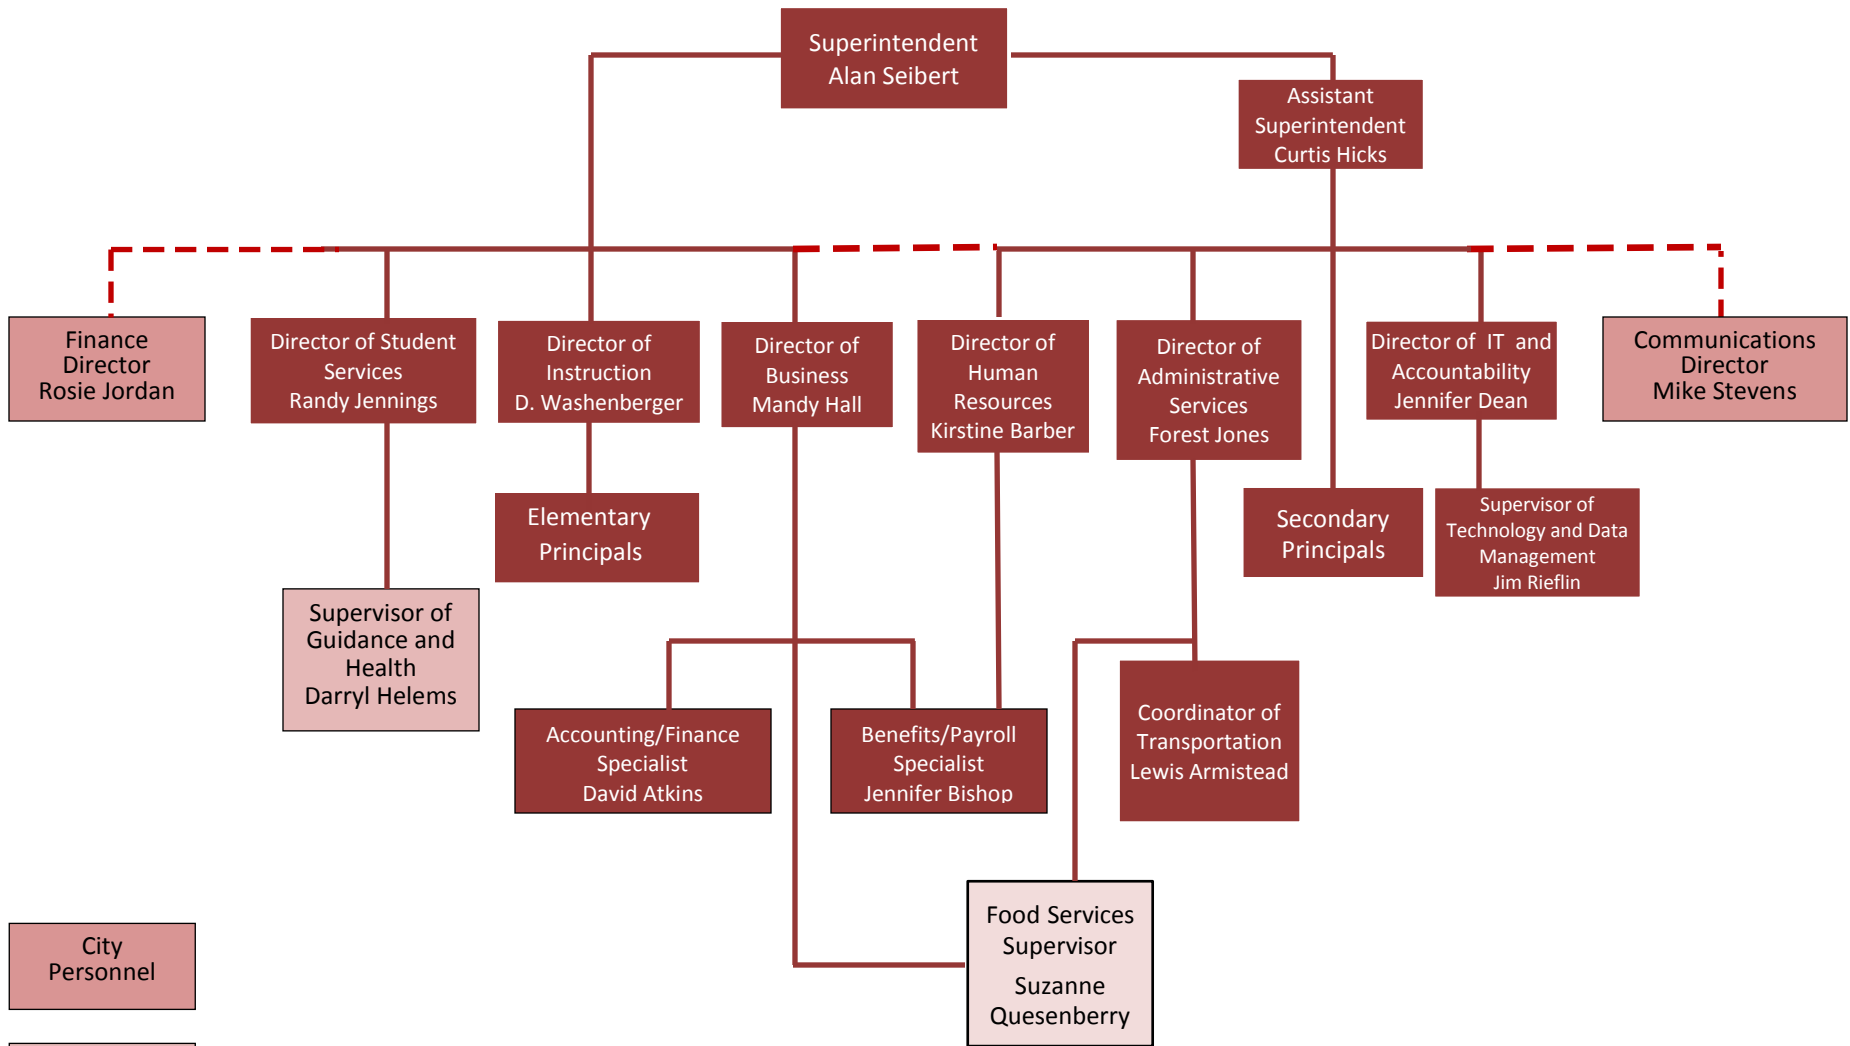 Superintendent
Alan Seibert
Assistant
Superintendent
Curtis Hicks
Finance
Director
Rosie Jordan
Director of Student
Services
Randy Jennings
Director of
Instruction
D. Washenberger
Director of
Business
Mandy Hall
Director of
Human
Resources
Kirstine Barber
Director of
Administrative
Services
Forest Jones
Director of  IT  and
Accountability
Jennifer Dean
Communications
Director
Mike Stevens
Elementary
Principals
Secondary
Principals
Supervisor of
Technology and Data
Management
Jim Rieflin
Supervisor of
Guidance and
Health
Darryl Helems
Accounting/Finance
Specialist
David Atkins
Benefits/Payroll
Specialist
Jennifer Bishop
Coordinator of
Transportation
Lewis Armistead
Food Services
Supervisor
Suzanne
Quesenberry
City
Personnel